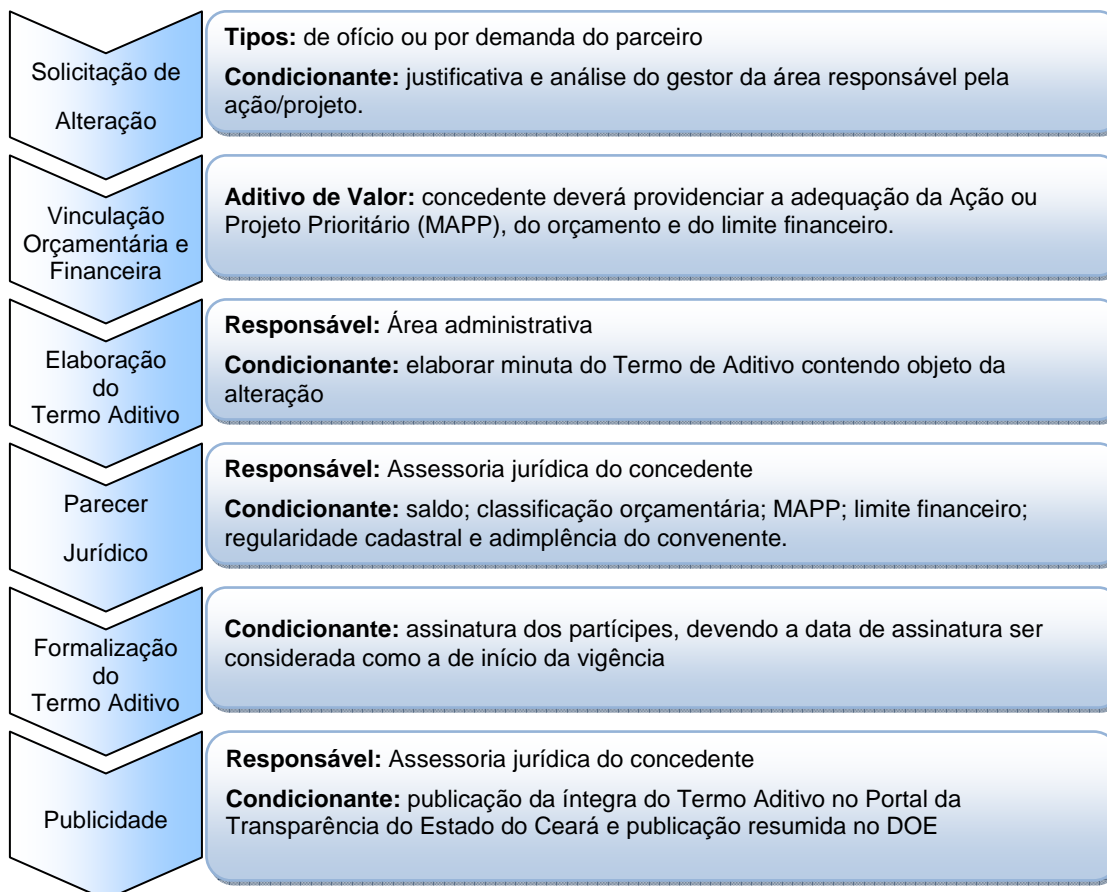 Solicitação de
Alteração
Tipos: de ofício ou por demanda do parceiro
Condicionante: justificativa e análise do gestor da área responsável pela
ação/projeto.
Vinculação
Orçamentária e
Financeira
Aditivo de Valor: concedente deverá providenciar a adequação da Ação ou
Projeto Prioritário (MAPP), do orçamento e do limite financeiro.
Elaboração
do
Termo Aditivo
Responsável: Área administrativa
Condicionante: elaborar minuta do Termo de Aditivo contendo objeto da
alteração
Parecer
Jurídico
Responsável: Assessoria jurídica do concedente
Condicionante: saldo; classificação orçamentária; MAPP; limite financeiro;
regularidade cadastral e adimplência do convenente.
Formalização
do
Termo Aditivo
Condicionante: assinatura dos partícipes, devendo a data de assinatura ser
considerada como a de início da vigência
Publicidade
Responsável: Assessoria jurídica do concedente
Condicionante: publicação da íntegra do Termo Aditivo no Portal da
Transparência do Estado do Ceará e publicação resumida no DOE